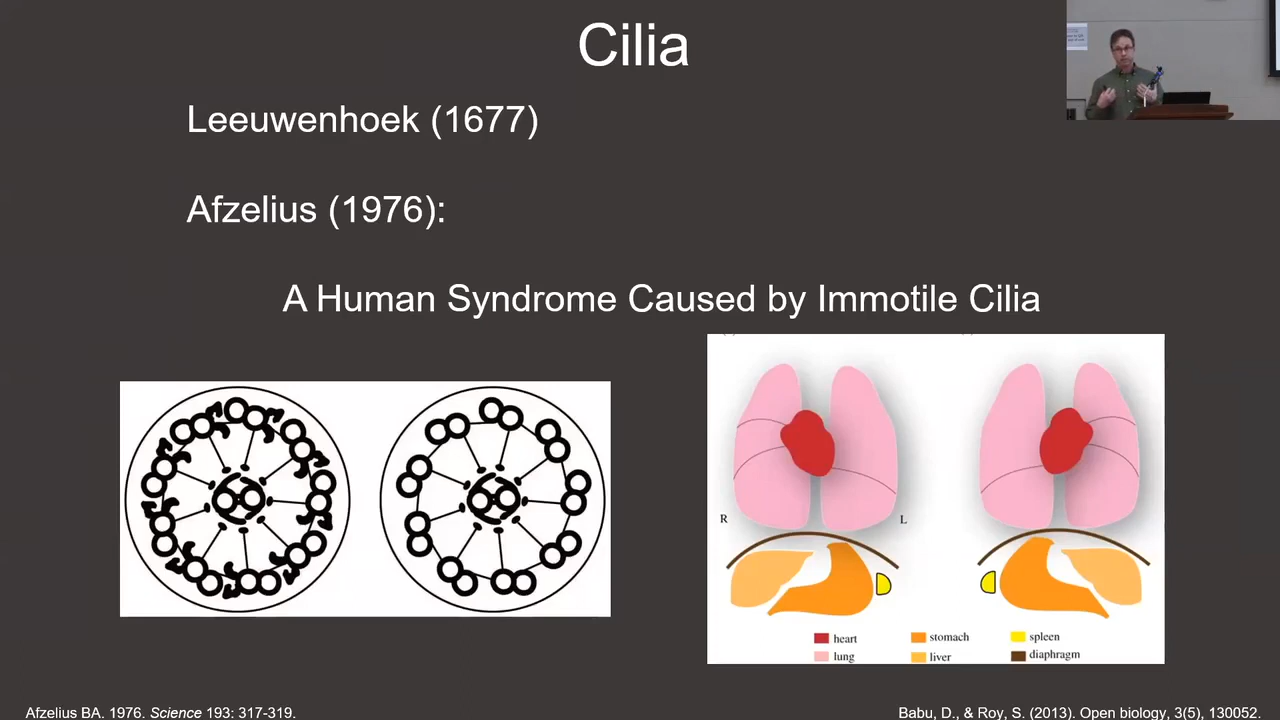 Cilia
Leeuwenhoek (1677)
Afzelius (1976):
A Human Syndrome Caused by Immotile Cilia
R
L
heart
stomach
spleen
lung
liver
diaphragm
Afzelius BA. 1976. Science 193: 317-319.
Babu, D., & Roy, S. (2013). Open biology, 3(5), 130052.